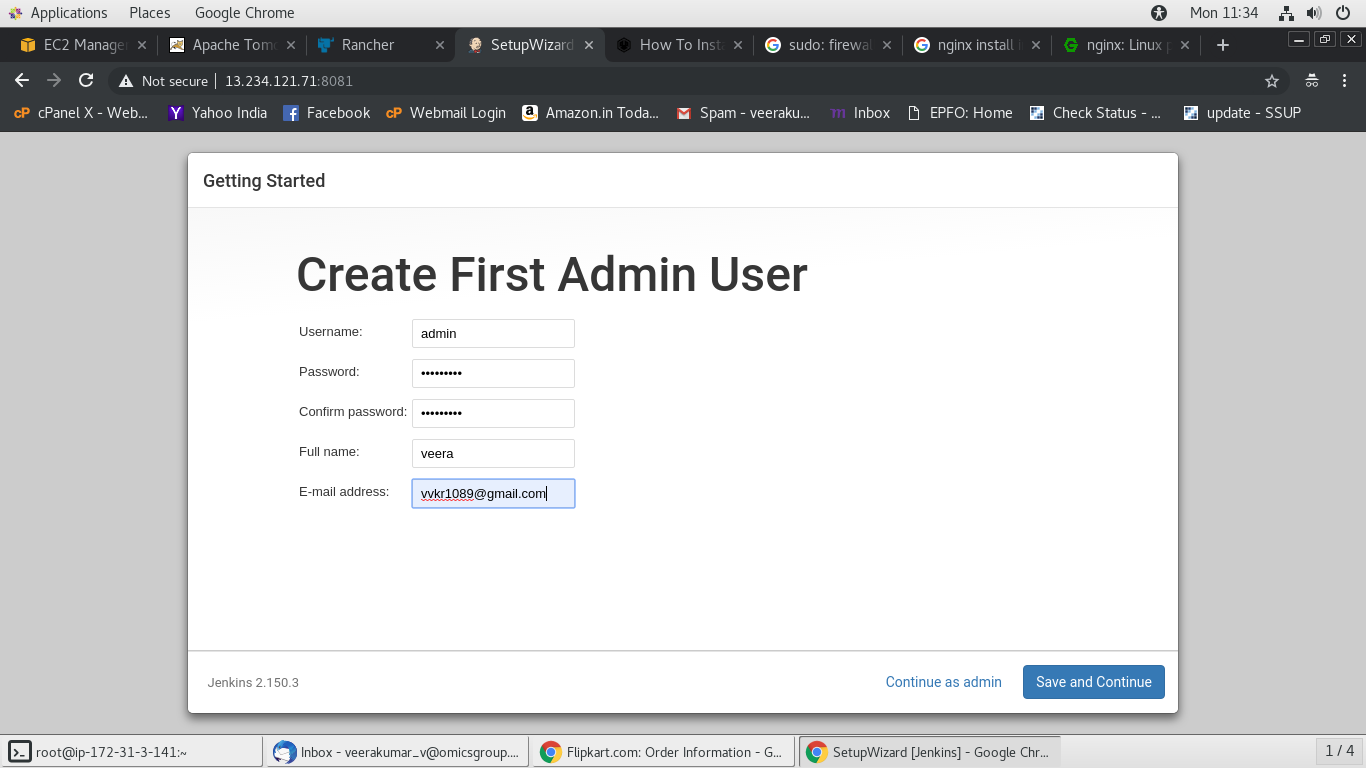 Applications Places Google Chrome Mon 11:34
EC2 Manage Apache Tom Rancher SetupWizard How To Inst sudo: firewal nginx install nginx: Linux
Not secure 13.234.121.71:8081
cP cPanel X - Web... Yahoo India Facebook cP Webmail Login Amazon.in Toda... Spam - veeraku... m Inbox EPFO: Home Check Status - ... update - SSUP
Getting Started
Create First Admin User
Username: admin
Password: •••••••••
Confirm password: •••••••••
Full name: veera
E-mail address: vvkr1089@gmail.com
Jenkins 2.150.3 Continue as admin Save and Continue
root@ip-172-31-3-141:~ Inbox - veerakumar_v@omicsgroup.... Flipkart.com: Order Information - G... SetupWizard [Jenkins] - Google Chr... 1 / 4